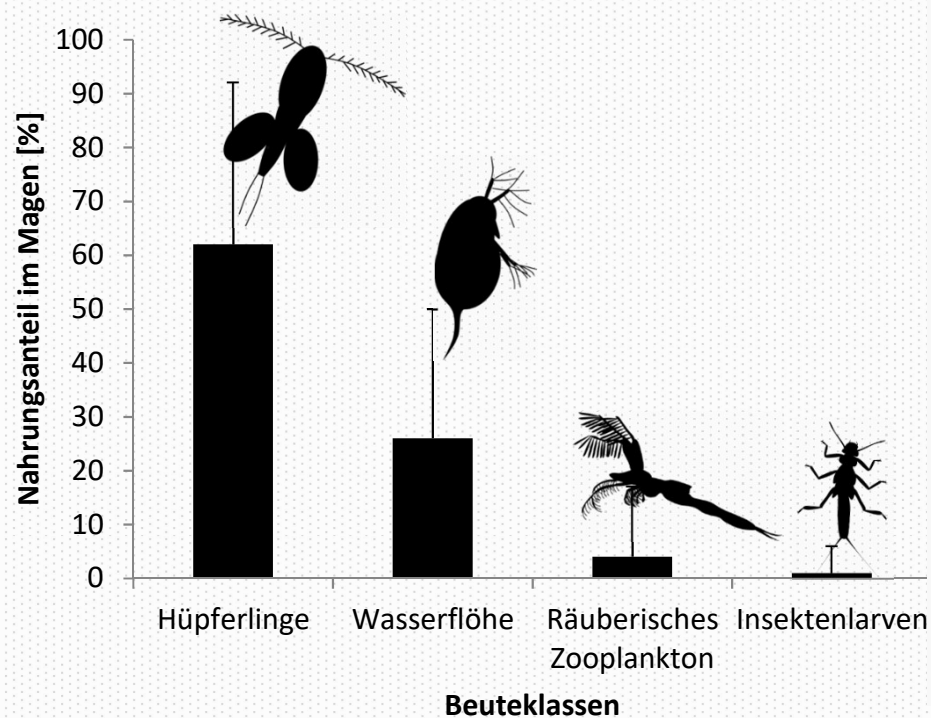 Nahrungsanteil im Magen [%]
100
90
80
70
60
50
40
30
20
10
0
Hüpferlinge
Wasserflöhe
Räuberisches
Zooplankton
Insektenlarven
Beuteklassen